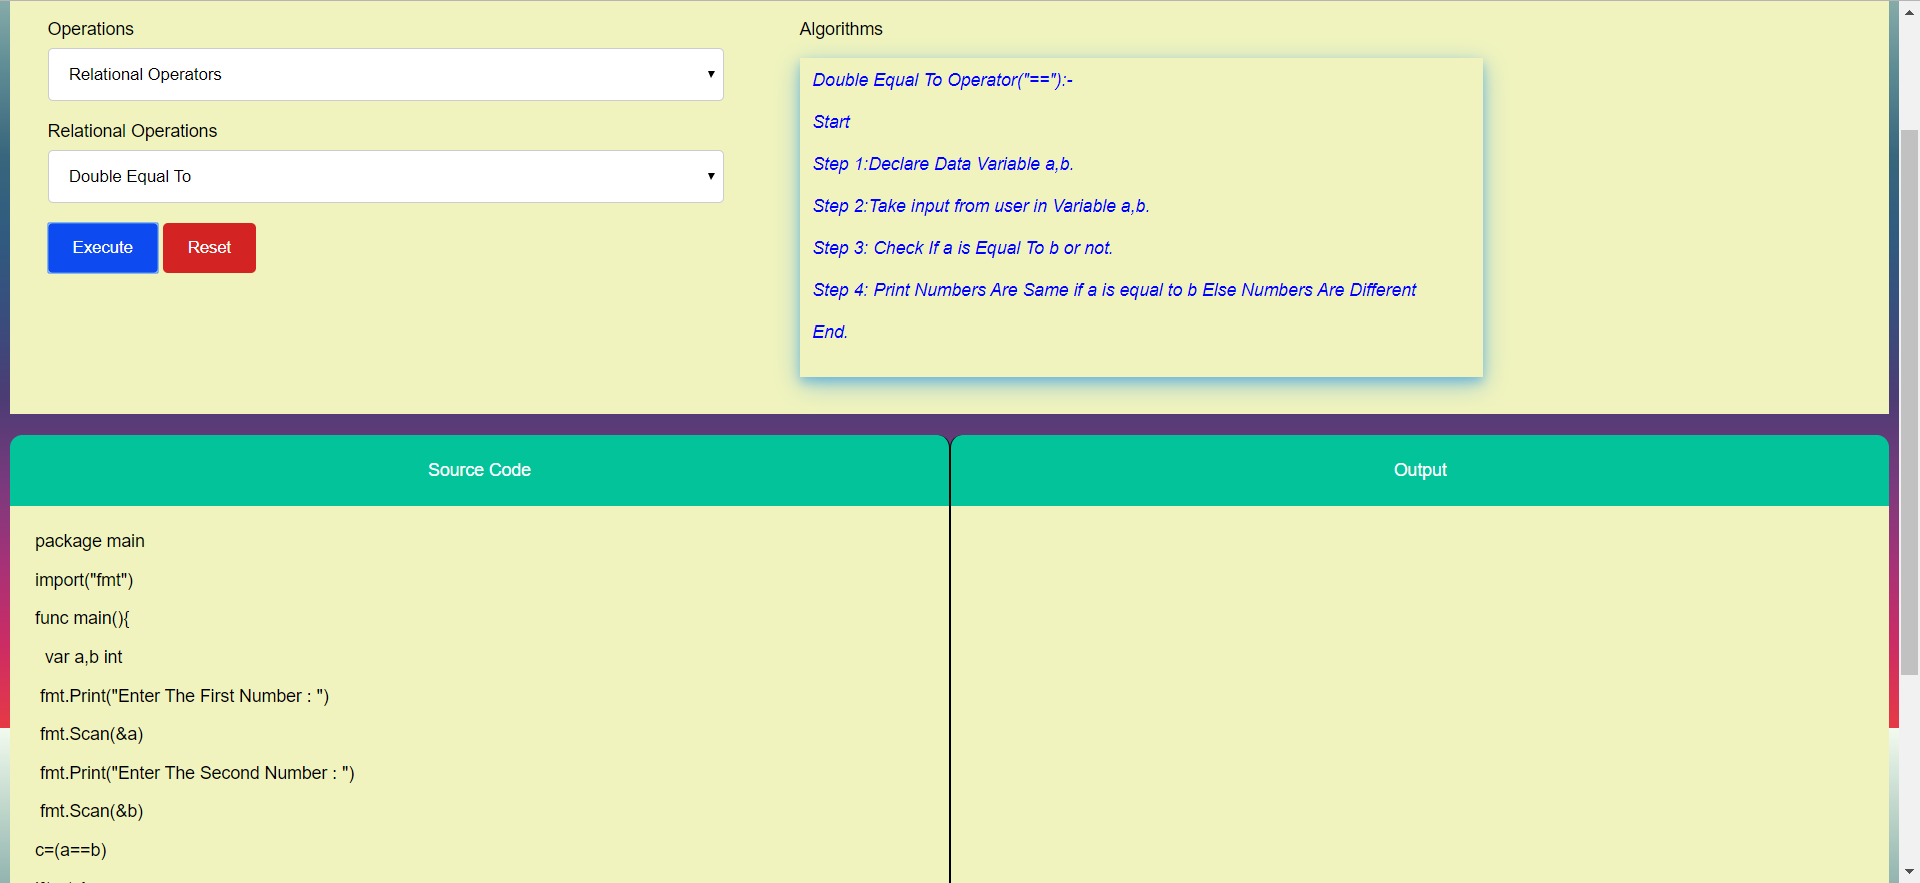 Operations
Relational Operators
Relational Operations
Double Equal To
Execute Reset
Algorithms
Double Equal To Operator("=="):-
Start
Step 1:Declare Data Variable a,b.
Step 2:Take input from user in Variable a,b.
Step 3: Check If a is Equal To b or not.
Step 4: Print Numbers Are Same if a is equal to b Else Numbers Are Different
End.
Source Code
package main
import("fmt")
func main(){
var a,b int
fmt.Print("Enter The First Number : ")
fmt.Scan(&a)
fmt.Print("Enter The Second Number : ")
fmt.Scan(&b)
c=(a==b)
Output